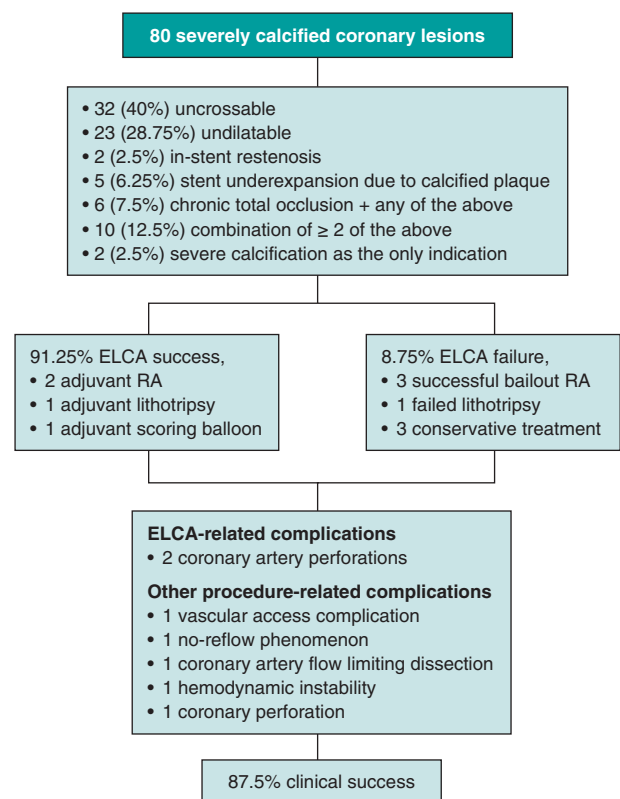 80 severely calcified coronary lesions
• 32 (40%) uncrossable
• 23 (28.75%) undilatable
• 2 (2.5%) in-stent restenosis
• 5 (6.25%) stent underexpansion due to calcified plaque
• 6 (7.5%) chronic total occlusion + any of the above
• 10 (12.5%) combination of ≥ 2 of the above
• 2 (2.5%) severe calcification as the only indication
91.25% ELCA success,
• 2 adjuvant RA
• 1 adjuvant lithotripsy
• 1 adjuvant scoring balloon
8.75% ELCA failure,
• 3 successful bailout RA
• 1 failed lithotripsy
• 3 conservative treatment
ELCA-related complications
• 2 coronary artery perforations
Other procedure-related complications
• 1 vascular access complication
• 1 no-reflow phenomenon
• 1 coronary artery flow limiting dissection
• 1 hemodynamic instability
• 1 coronary perforation
87.5% clinical success